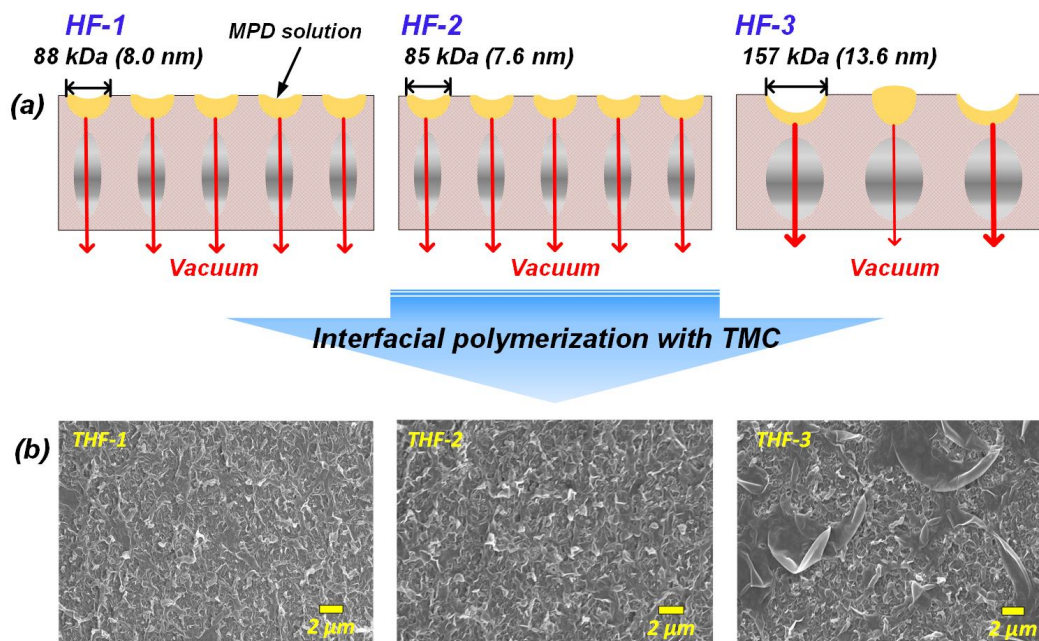 HF-1
HF-2
HF-3
MPD solution
88 kDa (8.0 nm)
85 kDa (7.6 nm)
157 kDa (13.6 nm)
(a)
Vacuum
Vacuum
Vacuum
Interfacial polymerization with TMC
(b)
THF-1
THF-2
THF-3
2 μm
2 μm
2 μm